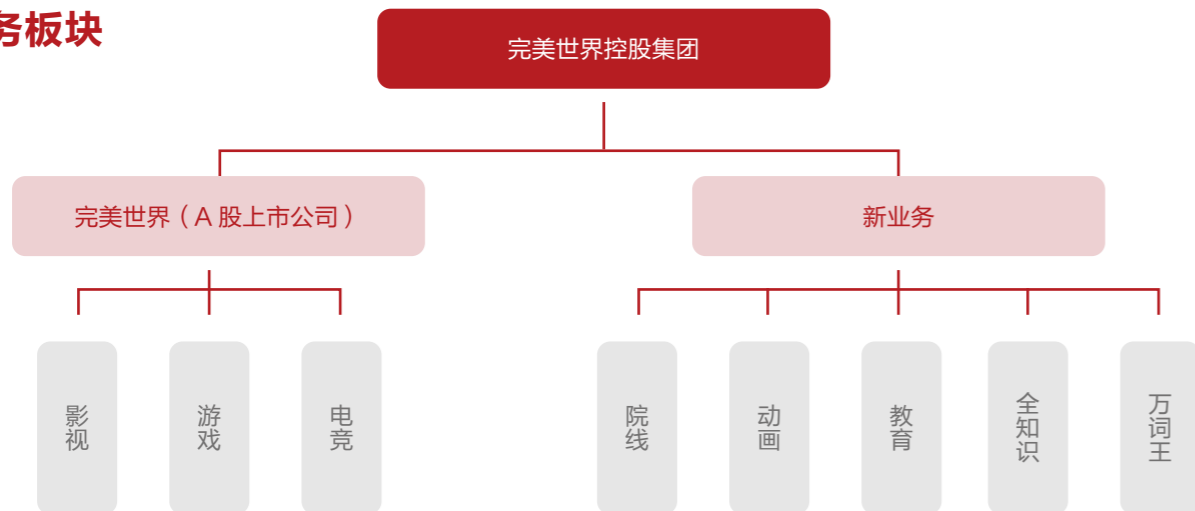 务板块
完美世界控股集团
完美世界（A 股上市公司）
新业务
影视
游戏
电竞
院线
动画
教育
全知识
万词王